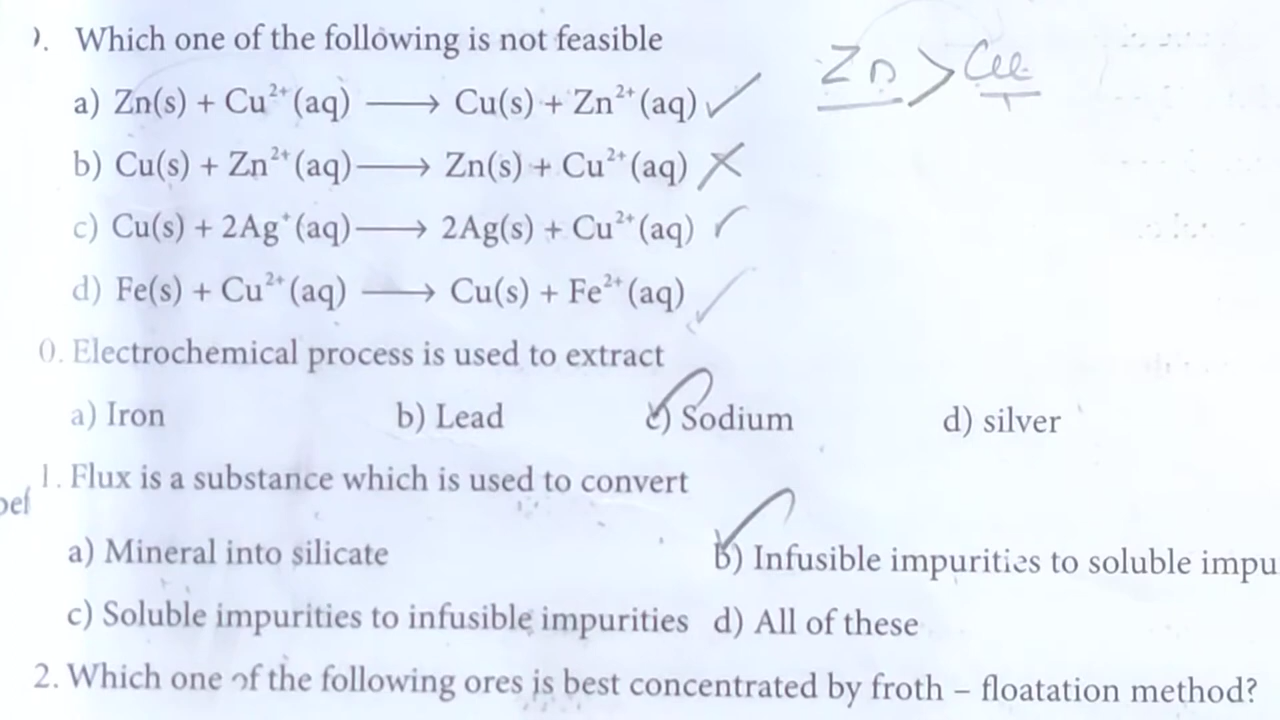 ). Which one of the following is not feasible
Zn > Cu
a) Zn(s) + Cu²⁺(aq) ⟶ Cu(s) + Zn²⁺(aq) ✓
b) Cu(s) + Zn²⁺(aq) ⟶ Zn(s) + Cu²⁺(aq) ✗
c) Cu(s) + 2Ag⁺(aq) ⟶ 2Ag(s) + Cu²⁺(aq) ✓
d) Fe(s) + Cu²⁺(aq) ⟶ Cu(s) + Fe²⁺(aq) ✓
0. Electrochemical process is used to extract
a) Iron b) Lead c) Sodium d) silver
1. Flux is a substance which is used to convert
a) Mineral into silicate b) Infusible impurities to soluble impu
c) Soluble impurities to infusible impurities d) All of these
2. Which one of the following ores is best concentrated by froth – floatation method?